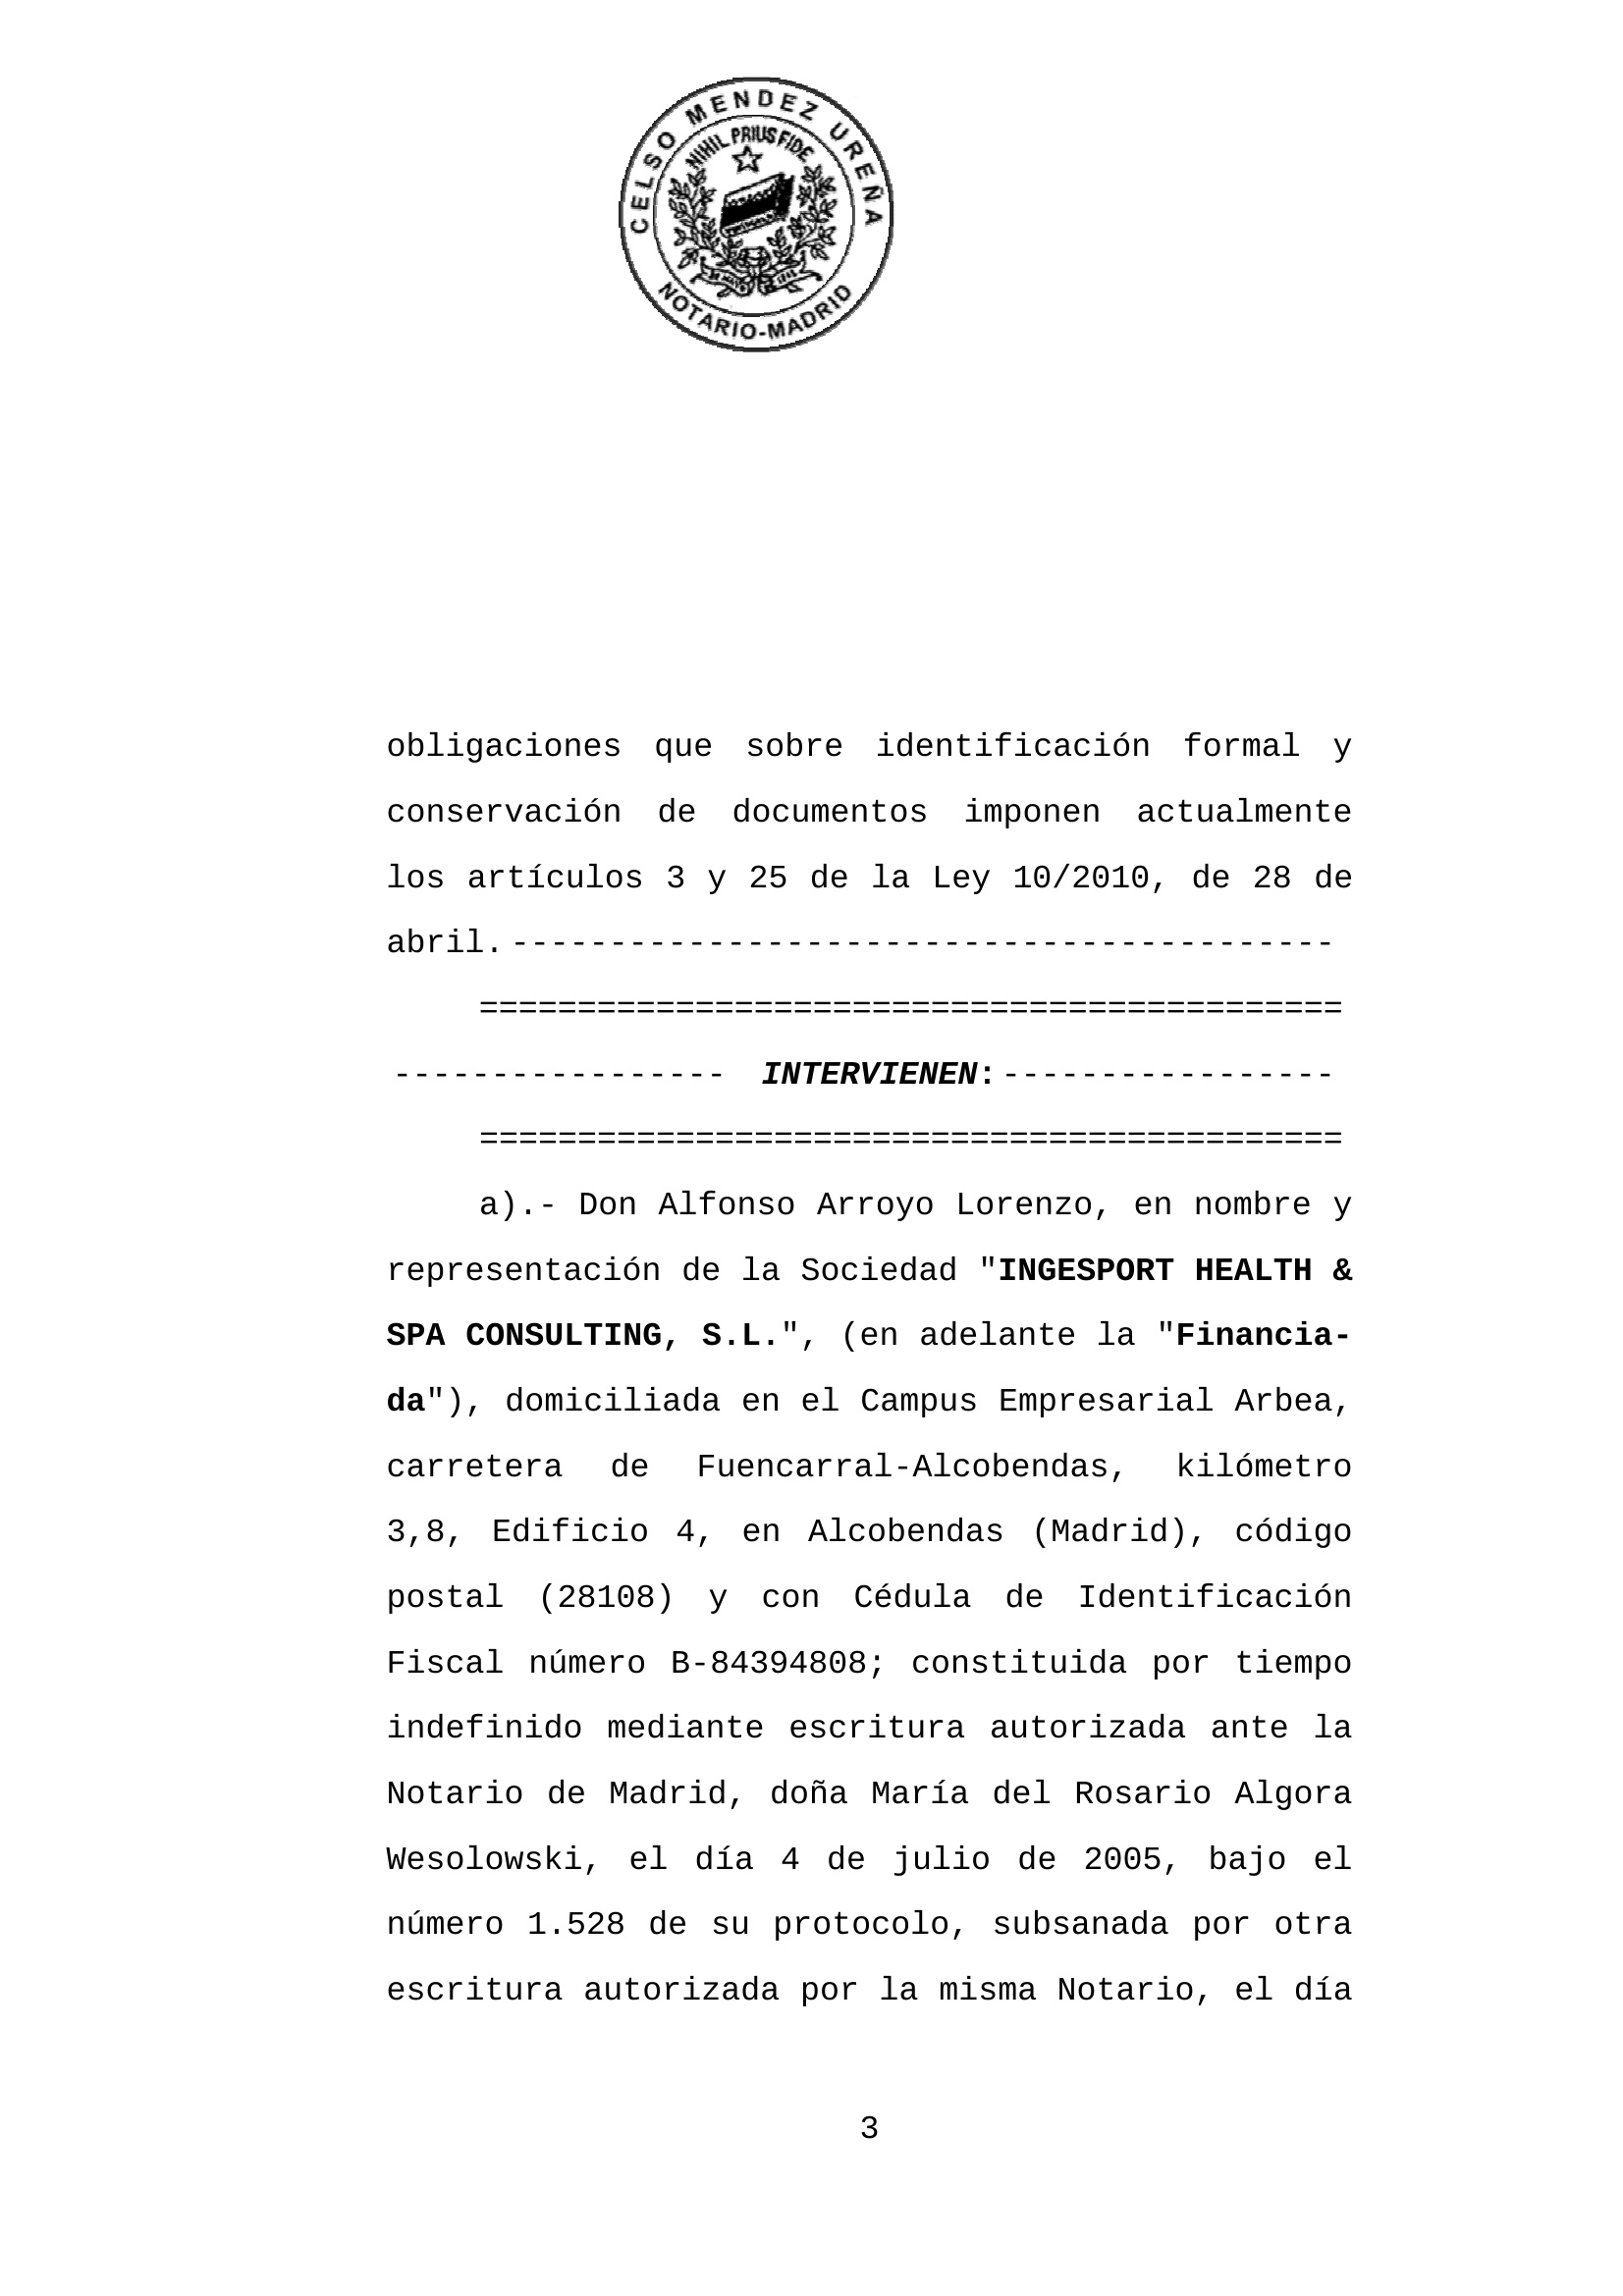 CELSO MENDEZ UREÑA
NIHIL PRIUS FIDE
NOTARIO-MADRID
obligaciones que sobre identificación formal y
conservación de documentos imponen actualmente
los artículos 3 y 25 de la Ley 10/2010, de 28 de
abril. ------------------------------------------
============================================
----------------- INTERVIENEN: -----------------
============================================
a).- Don Alfonso Arroyo Lorenzo, en nombre y
representación de la Sociedad "INGESPORT HEALTH &
SPA CONSULTING, S.L.", (en adelante la "Financia-
da"), domiciliada en el Campus Empresarial Arbea,
carretera de Fuencarral-Alcobendas, kilómetro
3,8, Edificio 4, en Alcobendas (Madrid), código
postal (28108) y con Cédula de Identificación
Fiscal número B-84394808; constituida por tiempo
indefinido mediante escritura autorizada ante la
Notario de Madrid, doña María del Rosario Algora
Wesolowski, el día 4 de julio de 2005, bajo el
número 1.528 de su protocolo, subsanada por otra
escritura autorizada por la misma Notario, el día
3